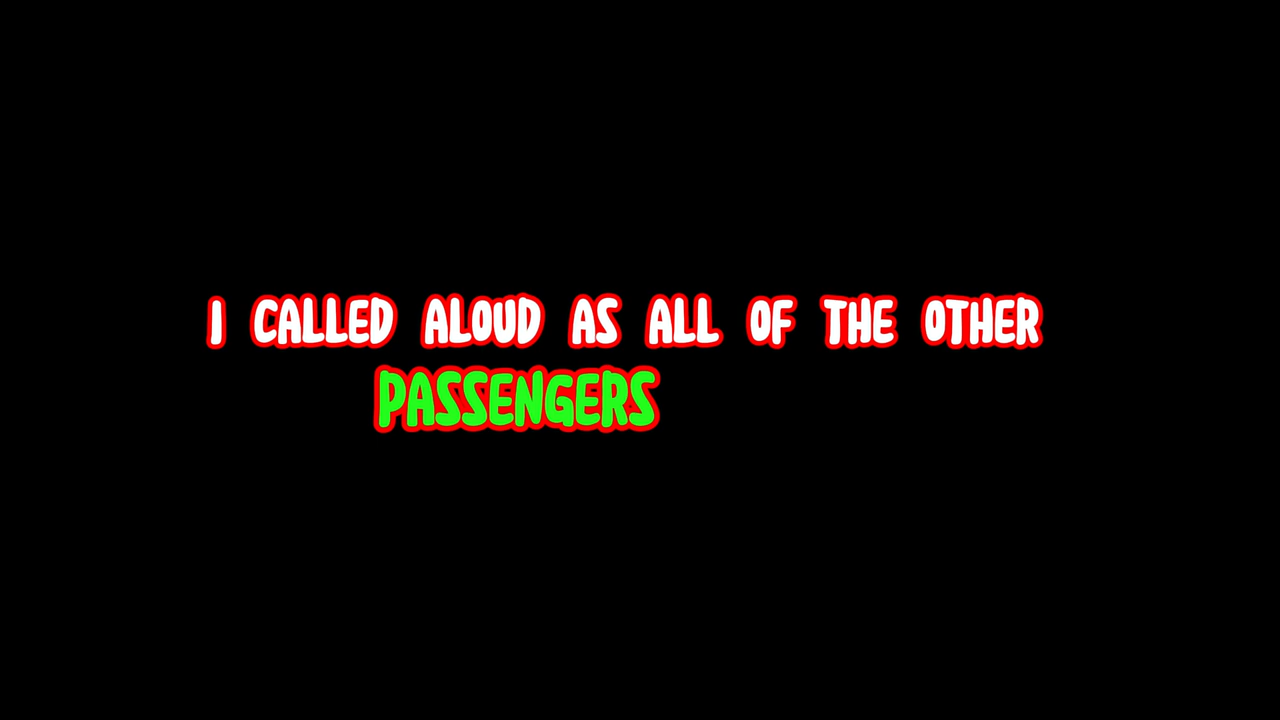 I CALLED ALOUD AS ALL OF THE OTHER
PASSENGERS